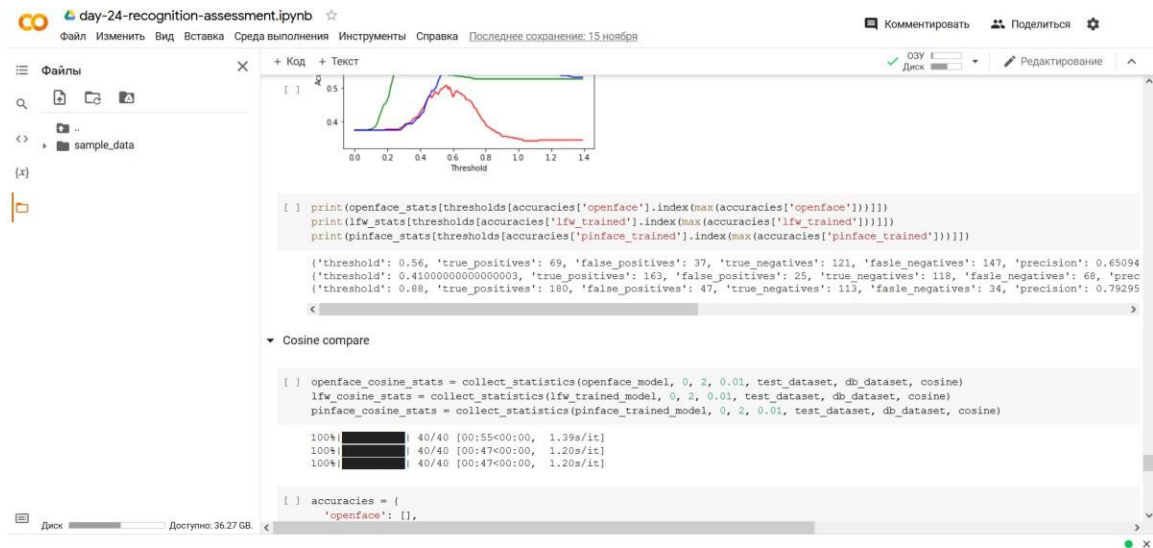 day-24-recognition-assessment.ipynb
Комментировать Поделиться
Файл Изменить Вид Вставка Среда выполнения Инструменты Справка Последнее сохранение: 15 ноября
Файлы
+ Код + Текст
ОЗУ
Диск
Редактирование
..
sample_data
{x}
[ ]
0.5
0.4
0.0 0.2 0.4 0.6 0.8 1.0 1.2 1.4
Threshold
[ ] print(openface_stats[thresholds[accuracies['openface'].index(max(accuracies['openface']))]])
print(lfw_stats[thresholds[accuracies['lfw_trained'].index(max(accuracies['lfw_trained']))]])
print(pinface_stats[thresholds[accuracies['pinface_trained'].index(max(accuracies['pinface_trained']))]])
{'threshold': 0.56, 'true_positives': 69, 'false_positives': 37, 'true_negatives': 121, 'fasle_negatives': 147, 'precision': 0.65094
{'threshold': 0.41000000000000003, 'true_positives': 163, 'false_positives': 25, 'true_negatives': 118, 'fasle_negatives': 68, 'prec
{'threshold': 0.88, 'true_positives': 180, 'false_positives': 47, 'true_negatives': 113, 'fasle_negatives': 34, 'precision': 0.79295
Cosine compare
[ ] openface_cosine_stats = collect_statistics(openface_model, 0, 2, 0.01, test_dataset, db_dataset, cosine)
lfw_cosine_stats = collect_statistics(lfw_trained_model, 0, 2, 0.01, test_dataset, db_dataset, cosine)
pinface_cosine_stats = collect_statistics(pinface_trained_model, 0, 2, 0.01, test_dataset, db_dataset, cosine)
100%| | 40/40 [00:55<00:00, 1.39s/it]
100%| | 40/40 [00:47<00:00, 1.20s/it]
100%| | 40/40 [00:47<00:00, 1.20s/it]
[ ] accuracies = {
'openface': [],
Диск Доступно: 36.27 GB.